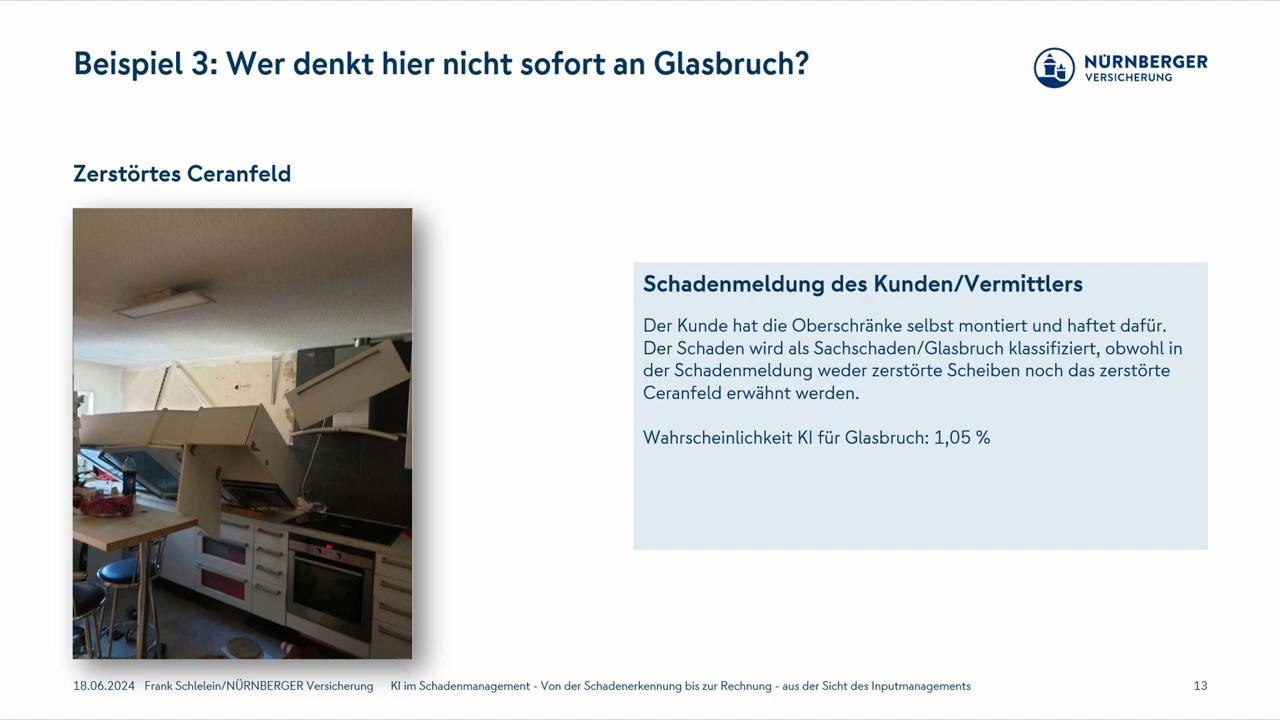 Beispiel 3: Wer denkt hier nicht sofort an Glasbruch?
NÜRNBERGER
VERSICHERUNG
Zerstörtes Ceranfeld
Schadenmeldung des Kunden/Vermittlers
Der Kunde hat die Oberschränke selbst montiert und haftet dafür.
Der Schaden wird als Sachschaden/Glasbruch klassifiziert, obwohl in
der Schadenmeldung weder zerstörte Scheiben noch das zerstörte
Ceranfeld erwähnt werden.
Wahrscheinlichkeit KI für Glasbruch: 1,05 %
18.06.2024 Frank Schlelein/NÜRNBERGER Versicherung KI im Schadenmanagement - Von der Schadenerkennung bis zur Rechnung - aus der Sicht des Inputmanagements 13